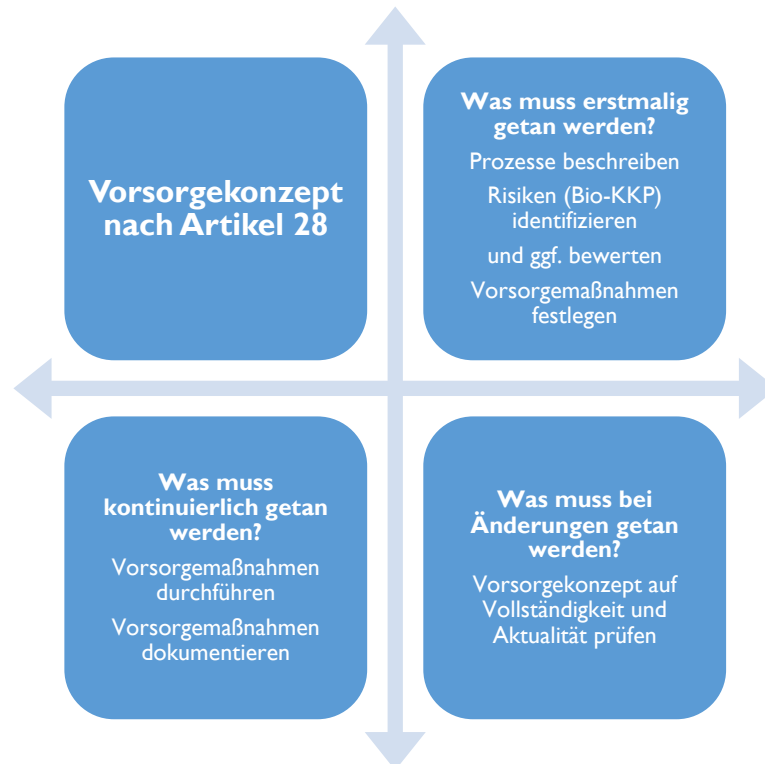 Vorsorgekonzept
nach Artikel 28
Was muss erstmalig
getan werden?
Prozesse beschreiben
Risiken (Bio-KKP)
identifizieren
und ggf. bewerten
Vorsorgemaßnahmen
festlegen
Was muss
kontinuierlich getan
werden?
Vorsorgemaßnahmen
durchführen
Vorsorgemaßnahmen
dokumentieren
Was muss bei
Änderungen getan
werden?
Vorsorgekonzept auf
Vollständigkeit und
Aktualität prüfen